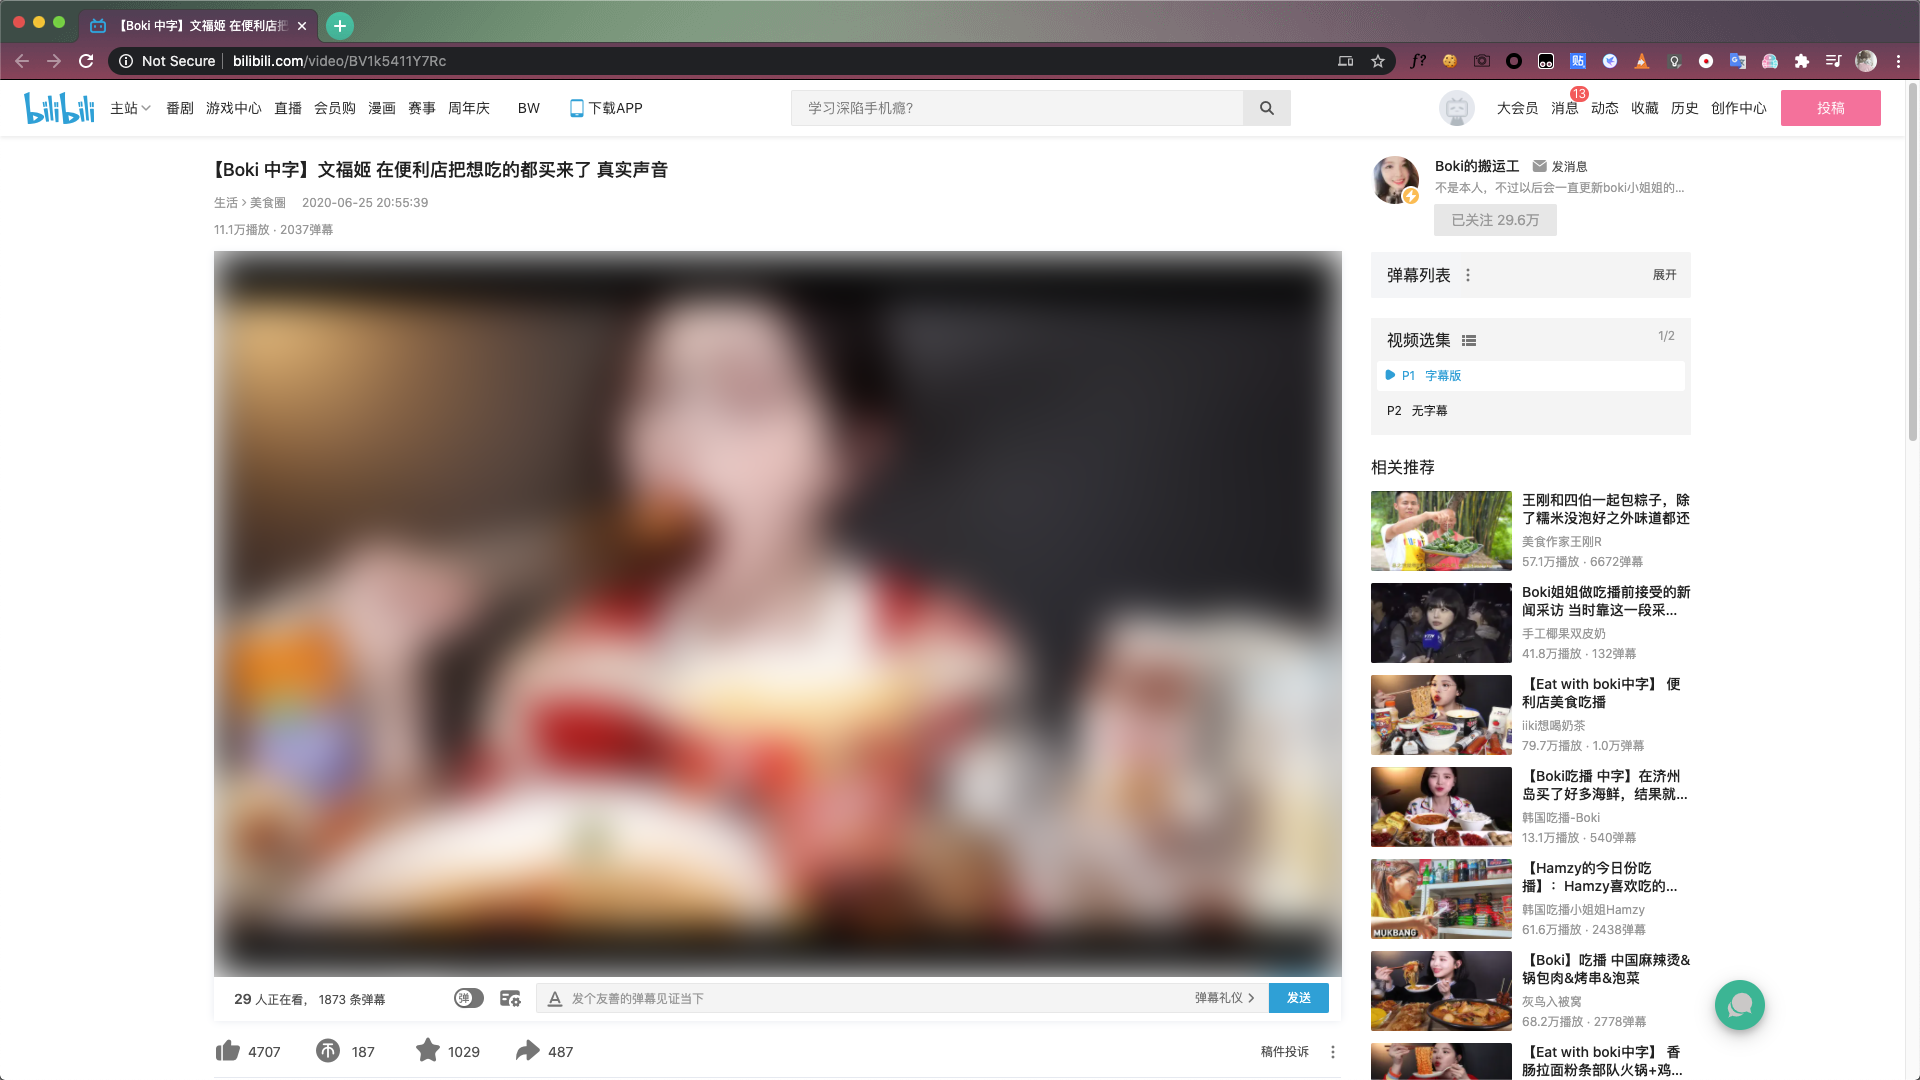 【Boki 中字】文福姬 在便利店把
Not Secure
bilibili.com/video/BV1k5411Y7Rc
bilibili
主站
番剧
游戏中心
直播
会员购
漫画
赛事
周年庆
BW
下载APP
学习深陷手机瘾?
大会员
消息
13
动态
收藏
历史
创作中心
投稿
【Boki 中字】文福姬 在便利店把想吃的都买来了 真实声音
生活 > 美食圈 2020-06-25 20:55:39
11.1万播放 · 2037弹幕
Boki的搬运工
发消息
不是本人，不过以后会一直更新boki小姐姐的...
已关注 29.6万
弹幕列表
展开
视频选集
1/2
P1 字幕版
P2 无字幕
相关推荐
王刚和四伯一起包粽子，除
了糯米没泡好之外味道都还
美食作家王刚R
57.1万播放 · 6672弹幕
Boki姐姐做吃播前接受的新
闻采访 当时靠这一段采...
手工椰果双皮奶
41.8万播放 · 132弹幕
【Eat with boki中字】 便
利店美食吃播
iiki想喝奶茶
79.7万播放 · 1.0万弹幕
【Boki吃播 中字】在济州
岛买了好多海鲜，结果就...
韩国吃播-Boki
13.1万播放 · 540弹幕
【Hamzy的今日份吃
播】：Hamzy喜欢吃的...
韩国吃播小姐姐Hamzy
61.6万播放 · 2438弹幕
MUKBANG
【Boki】吃播 中国麻辣烫&
锅包肉&烤串&泡菜
灰鸟入被窝
68.2万播放 · 2778弹幕
【Eat with boki中字】 香
肠拉面粉条部队火锅+鸡...
29 人正在看， 1873 条弹幕
弹
发个友善的弹幕见证当下
弹幕礼仪 >
发送
4707
187
1029
487
稿件投诉